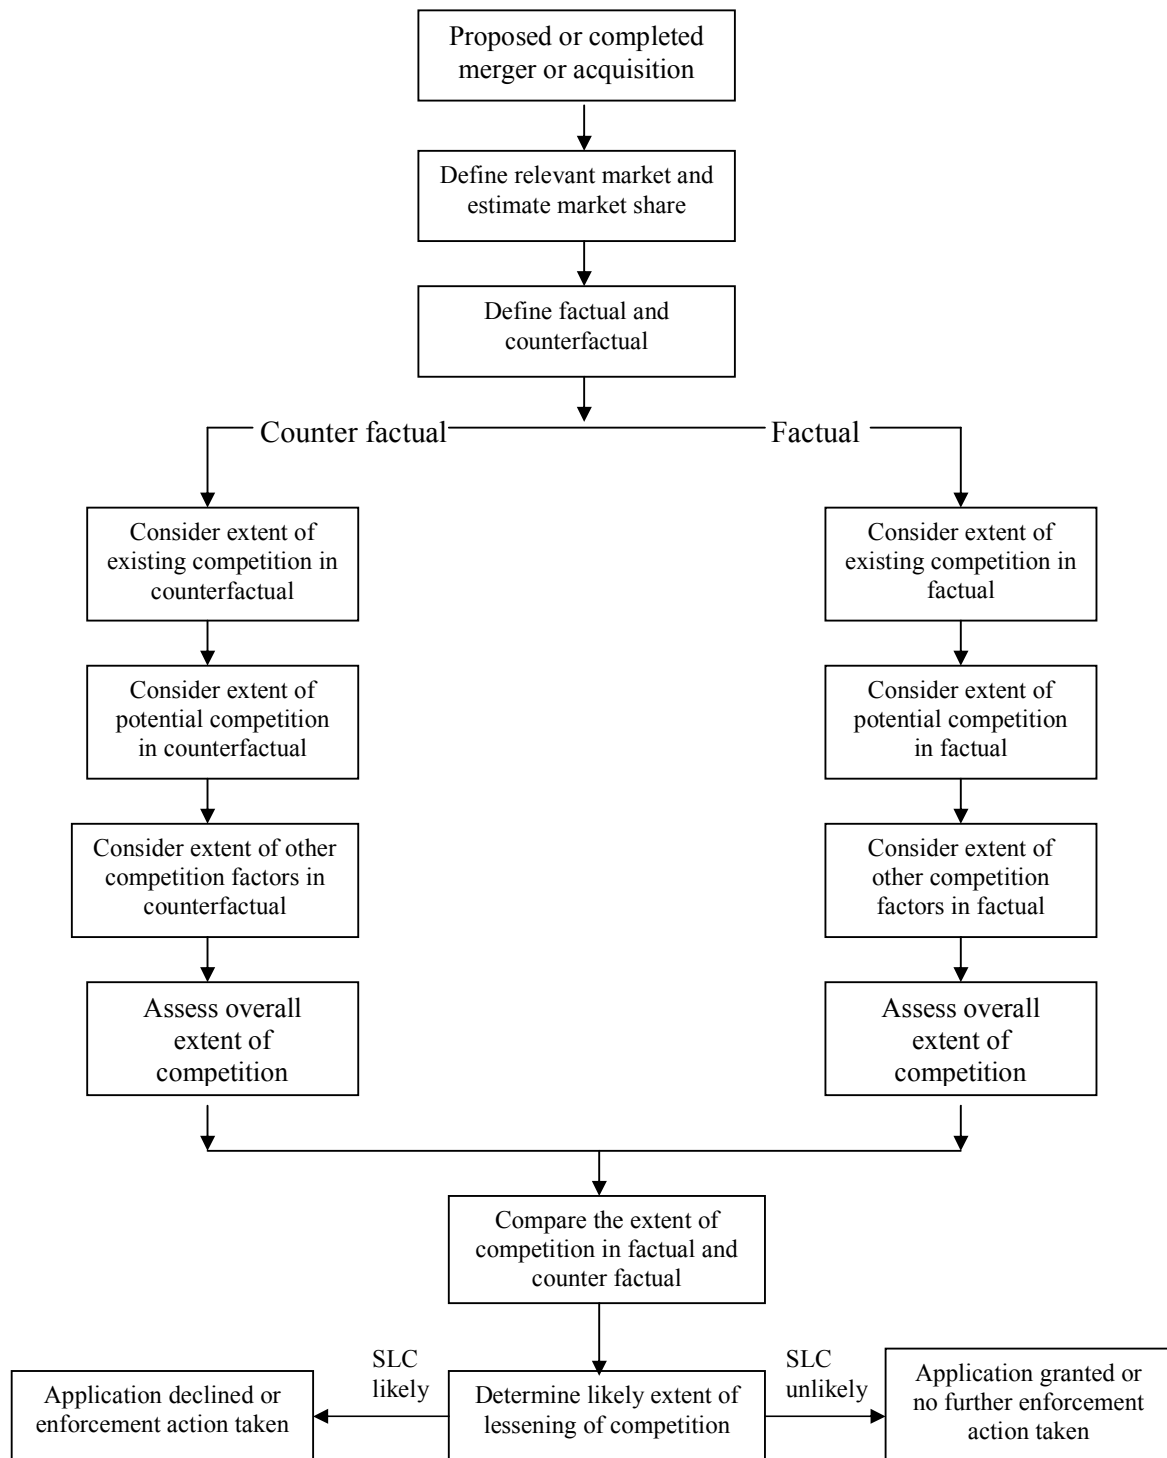 Proposed or completed
merger or acquisition
Define relevant market and
estimate market share
Define factual and
counterfactual
Counter factual
Factual
Consider extent of
existing competition in
counterfactual
Consider extent of
existing competition in
factual
Consider extent of
potential competition
in counterfactual
Consider extent of
potential competition
in factual
Consider extent of other
competition factors in
counterfactual
Consider extent of
other competition
factors in factual
Assess overall
extent of
competition
Assess overall
extent of
competition
Compare the extent of
competition in factual and
counter factual
SLC
likely
SLC
unlikely
Application declined or
enforcement action taken
Determine likely extent of
lessening of competition
Application granted or
no further enforcement
action taken